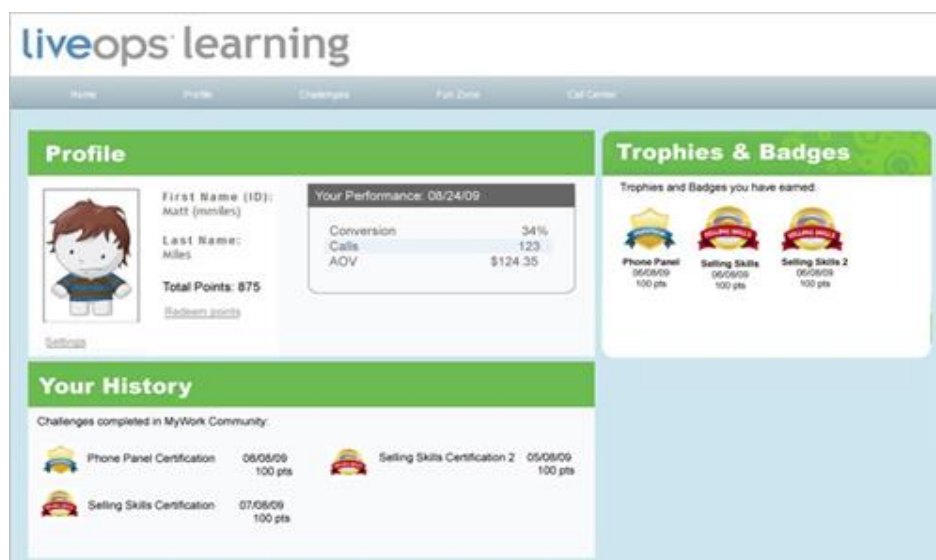 liveops learning
Home Profile Challenges Fun Zone Call Center
Profile
First Name (ID):
Matt (mmiles)
Last Name:
Miles
Total Points: 875
Redeem points
Settings
Your Performance: 08/24/09
Conversion 34%
Calls 123
AOV $124.35
Trophies & Badges
Trophies and Badges you have earned:
SELLING SKILLS SELLING SKILLS
Phone Panel Selling Skills Selling Skills 2
06/08/09 06/08/09 06/08/09
100 pts 100 pts 100 pts
Your History
Challenges completed in MyWork Community:
Phone Panel Certification 08/08/09
100 pts
Selling Skills Certification 2 05/08/09
100 pts
Selling Skills Certification 07/08/09
100 pts